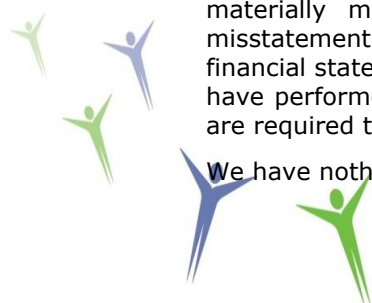 materially m
misstatement
financial state
have perform
are required t
We have noth